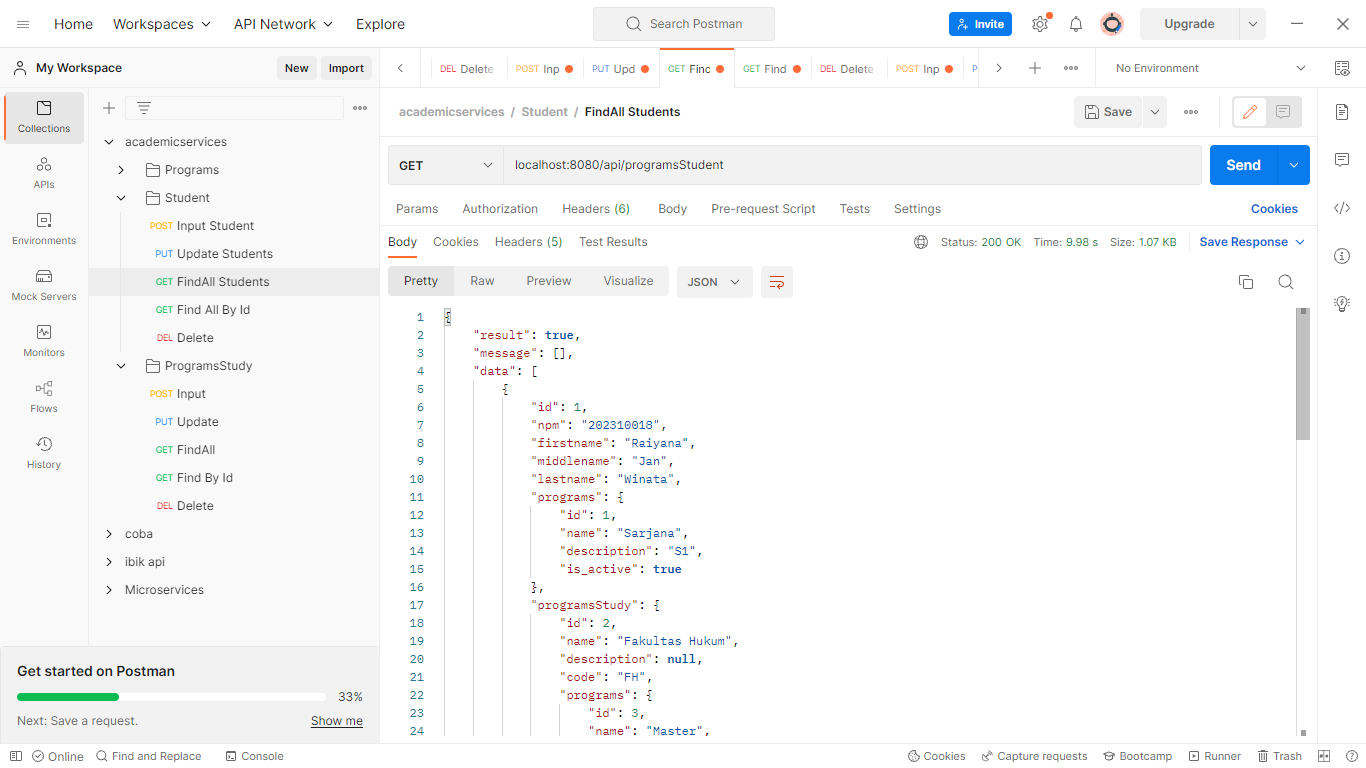 Home Workspaces API Network Explore Search Postman Invite Upgrade
My Workspace New Import
DEL Delete POST Inp PUT Upd GET Finc GET Find DEL Delete POST Inp P No Environment
Collections
APIs
Environments
Mock Servers
Monitors
Flows
History
academicservices
Programs
Student
POST Input Student
PUT Update Students
GET FindAll Students
GET Find All By Id
DEL Delete
ProgramsStudy
POST Input
PUT Update
GET FindAll
GET Find By Id
DEL Delete
coba
ibik api
Microservices
Get started on Postman
33%
Next: Save a request. Show me
academicservices / Student / FindAll Students Save
GET localhost:8080/api/programsStudent Send
Params Authorization Headers (6) Body Pre-request Script Tests Settings Cookies
Body Cookies Headers (5) Test Results Status: 200 OK Time: 9.98 s Size: 1.07 KB Save Response
Pretty Raw Preview Visualize JSON
1 {
2 "result": true,
3 "message": [],
4 "data": [
5 {
6 "id": 1,
7 "npm": "202310018",
8 "firstname": "Raiyana",
9 "middlename": "Jan",
10 "lastname": "Winata",
11 "programs": {
12 "id": 1,
13 "name": "Sarjana",
14 "description": "S1",
15 "is_active": true
16 },
17 "programsStudy": {
18 "id": 2,
19 "name": "Fakultas Hukum",
20 "description": null,
21 "code": "FH",
22 "programs": {
23 "id": 3,
24 "name": "Master",
Online Find and Replace Console Cookies Capture requests Bootcamp Runner Trash